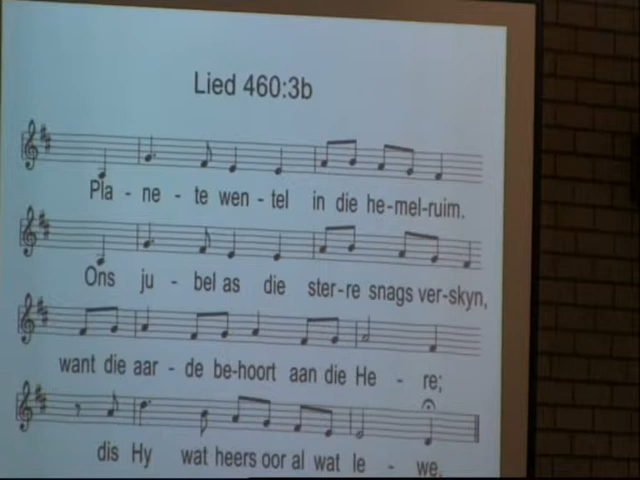 Lied 460:3b
Pla - ne - te wen - tel in die he-mel-ruim.
Ons ju - bel as die ster-re snags ver-skyn,
want die aar - de be-hoort aan die He - re;
dis Hy wat heers oor al wat le - we.